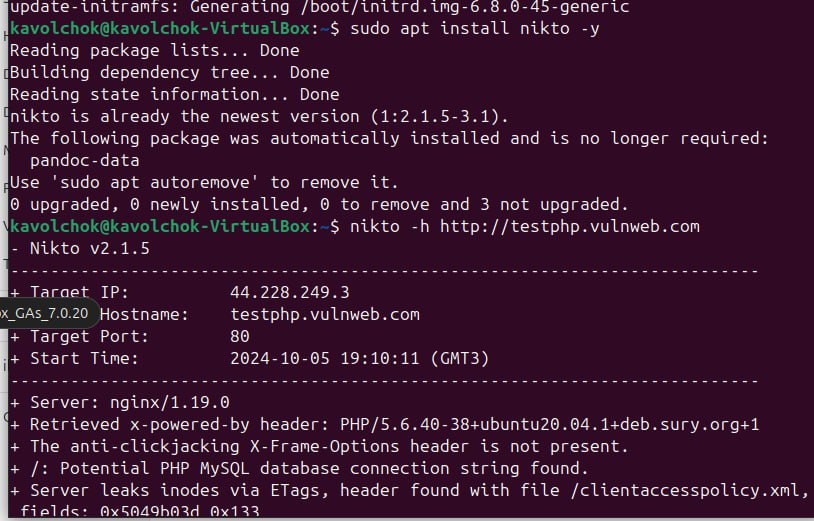 update-initramfs: Generating /boot/initrd.img-6.8.0-45-generic
kavolchok@kavolchok-VirtualBox:~$ sudo apt install nikto -y
Reading package lists... Done
Building dependency tree... Done
Reading state information... Done
nikto is already the newest version (1:2.1.5-3.1).
The following package was automatically installed and is no longer required:
  pandoc-data
Use 'sudo apt autoremove' to remove it.
0 upgraded, 0 newly installed, 0 to remove and 3 not upgraded.
kavolchok@kavolchok-VirtualBox:~$ nikto -h http://testphp.vulnweb.com
- Nikto v2.1.5
---------------------------------------------------------------------------
+ Target IP:          44.228.249.3
x_GAs_7.0.20 Hostname:    testphp.vulnweb.com
+ Target Port:        80
+ Start Time:         2024-10-05 19:10:11 (GMT3)
---------------------------------------------------------------------------
+ Server: nginx/1.19.0
+ Retrieved x-powered-by header: PHP/5.6.40-38+ubuntu20.04.1+deb.sury.org+1
+ The anti-clickjacking X-Frame-Options header is not present.
+ /: Potential PHP MySQL database connection string found.
+ Server leaks inodes via ETags, header found with file /clientaccesspolicy.xml,
 fields: 0x5049b03d 0x133